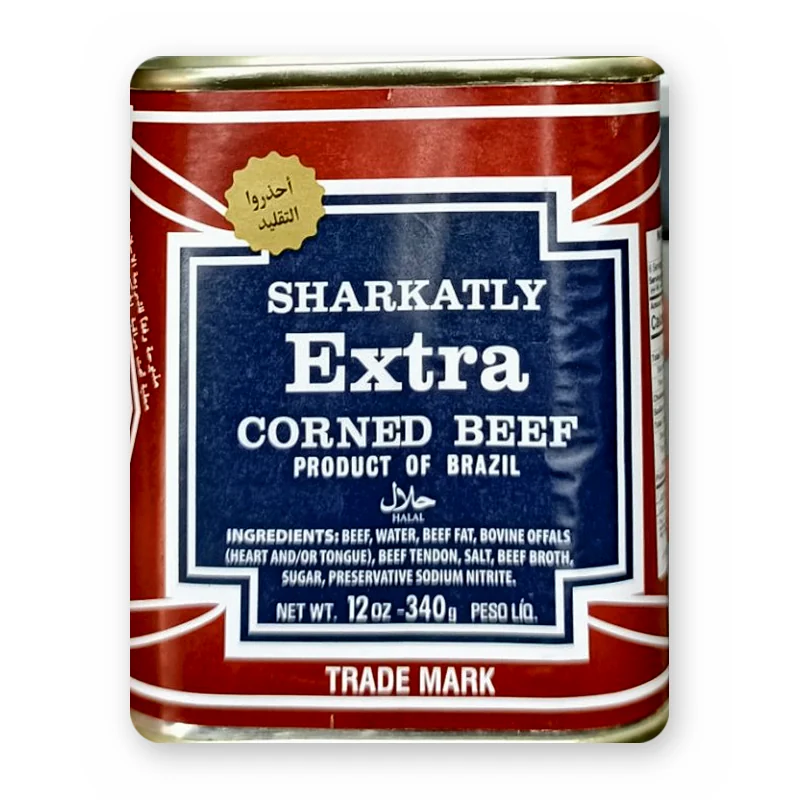 أحذروا
التقليد
SHARKATLY
Extra
CORNED BEEF
PRODUCT OF BRAZIL
حلال
HALAL
INGREDIENTS: BEEF, WATER, BEEF FAT, BOVINE OFFALS
(HEART AND/OR TONGUE), BEEF TENDON, SALT, BEEF BROTH,
SUGAR, PRESERVATIVE SODIUM NITRITE.
NET WT. 12 OZ - 340g PESO LÍQ.
TRADE MARK